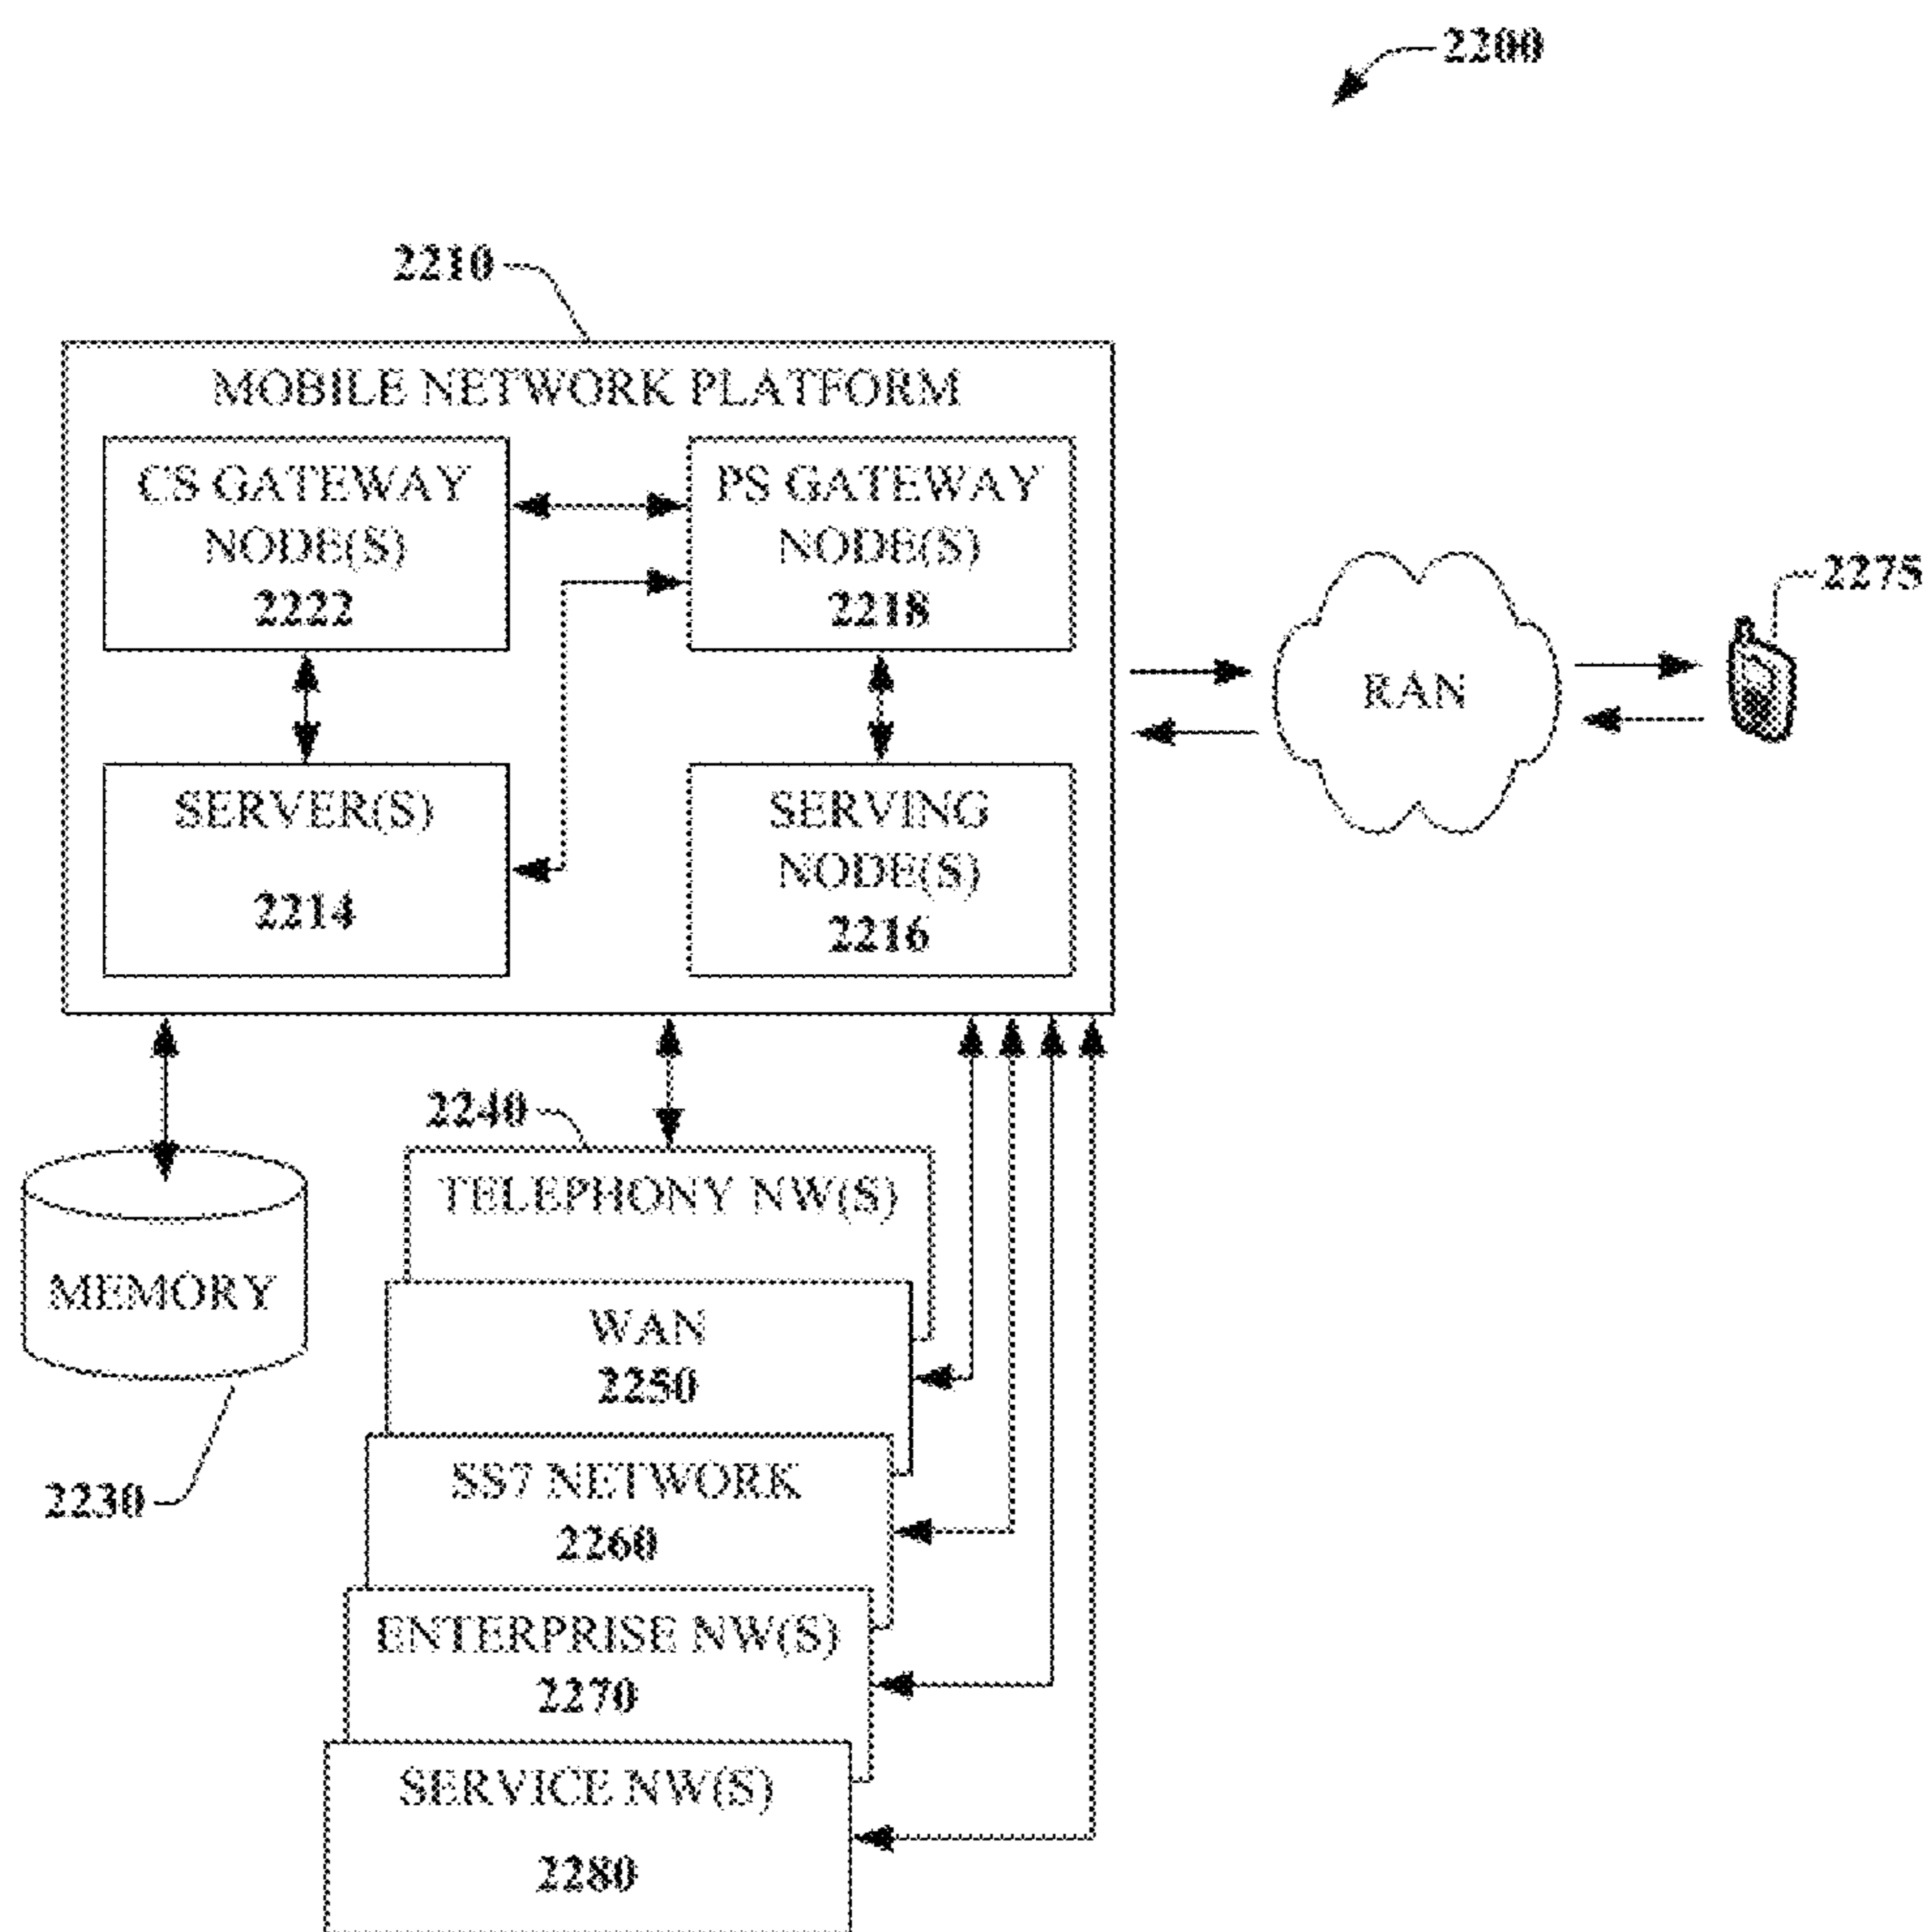 2200
2210
MOBILE NETWORK PLATFORM
CS GATEWAY
NODE(S)
2222
PS GATEWAY
NODE(S)
2218
SERVER(S)
2214
SERVING
NODE(S)
2216
RAN
2275
2240
TELEPHONY NW(S)
MEMORY
2230
WAN
2250
SS7 NETWORK
2260
ENTERPRISE NW(S)
2270
SERVICE NW(S)
2280